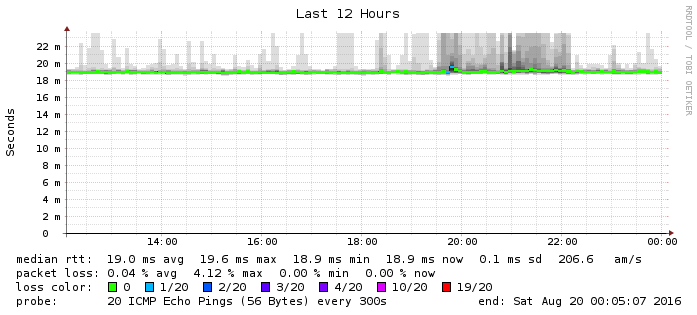 Last 12 Hours
RRDTOOL / TOBI OETIKER
Seconds
22 m
20 m
18 m
16 m
14 m
12 m
10 m
8 m
6 m
4 m
2 m
0
14:00 16:00 18:00 20:00 22:00 00:00
median rtt: 19.0 ms avg 19.6 ms max 18.9 ms min 18.9 ms now 0.1 ms sd 206.6 am/s
packet loss: 0.04 % avg 4.12 % max 0.00 % min 0.00 % now
loss color: 0 1/20 2/20 3/20 4/20 10/20 19/20
probe: 20 ICMP Echo Pings (56 Bytes) every 300s end: Sat Aug 20 00:05:07 2016